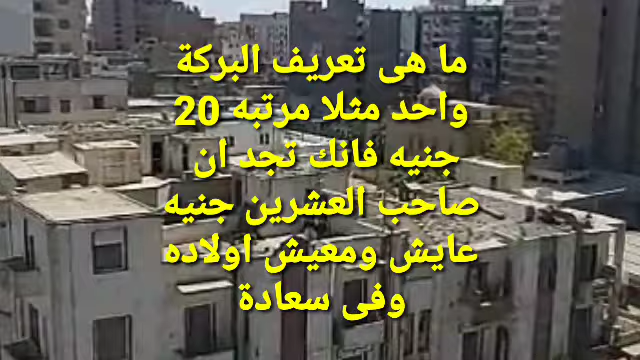 ما هى تعريف البركة
واحد مثلا مرتبه 20
جنيه فانك تجد ان
صاحب العشرين جنيه
عايش ومعيش اولاده
وفى سعادة